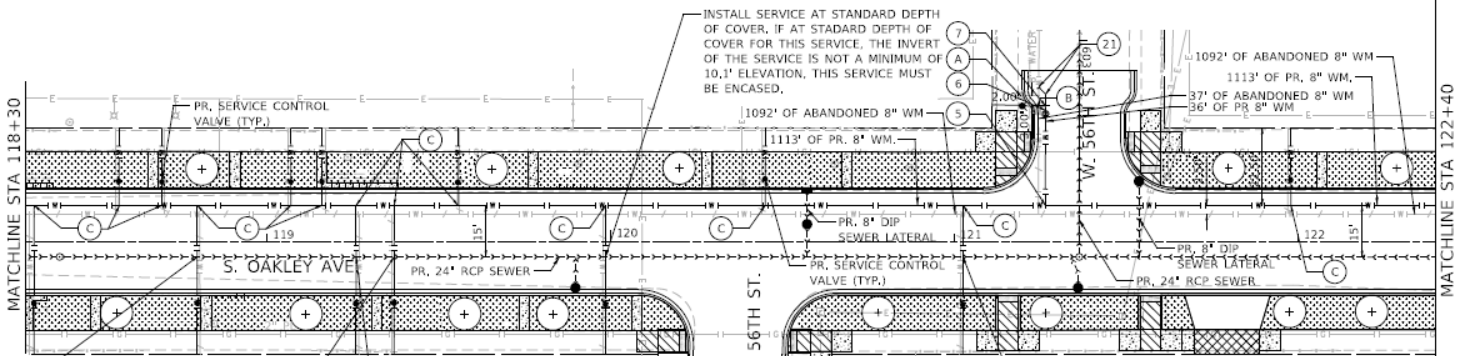 INSTALL SERVICE AT STANDARD DEPTH
OF COVER. IF AT STADARD DEPTH OF
COVER FOR THIS SERVICE, THE INVERT
OF THE SERVICE IS NOT A MINIMUM OF
10.1' ELEVATION, THIS SERVICE MUST
BE ENCASED.
7
A
6
5
21
B
2.00'
WATER
1092' OF ABANDONED 8" WM
1113' OF PR. 8" WM.
37' OF ABANDONED 8" WM
36' OF PR 8" WM
PR. SERVICE CONTROL
VALVE (TYP.)
1092' OF ABANDONED 8" WM
1113' OF PR. 8" WM.
C
W. 56TH ST.
MATCHLINE STA 118+30
MATCHLINE STA 122+40
C
C
C
C
C
C
119
15'
120
121
122
15'
PR. 8" DIP
SEWER LATERAL
PR. 8" DIP
SEWER LATERAL
S. OAKLEY AVE
PR. 24" RCP SEWER
PR. SERVICE CONTROL
VALVE (TYP.)
PR. 24" RCP SEWER
56TH ST.